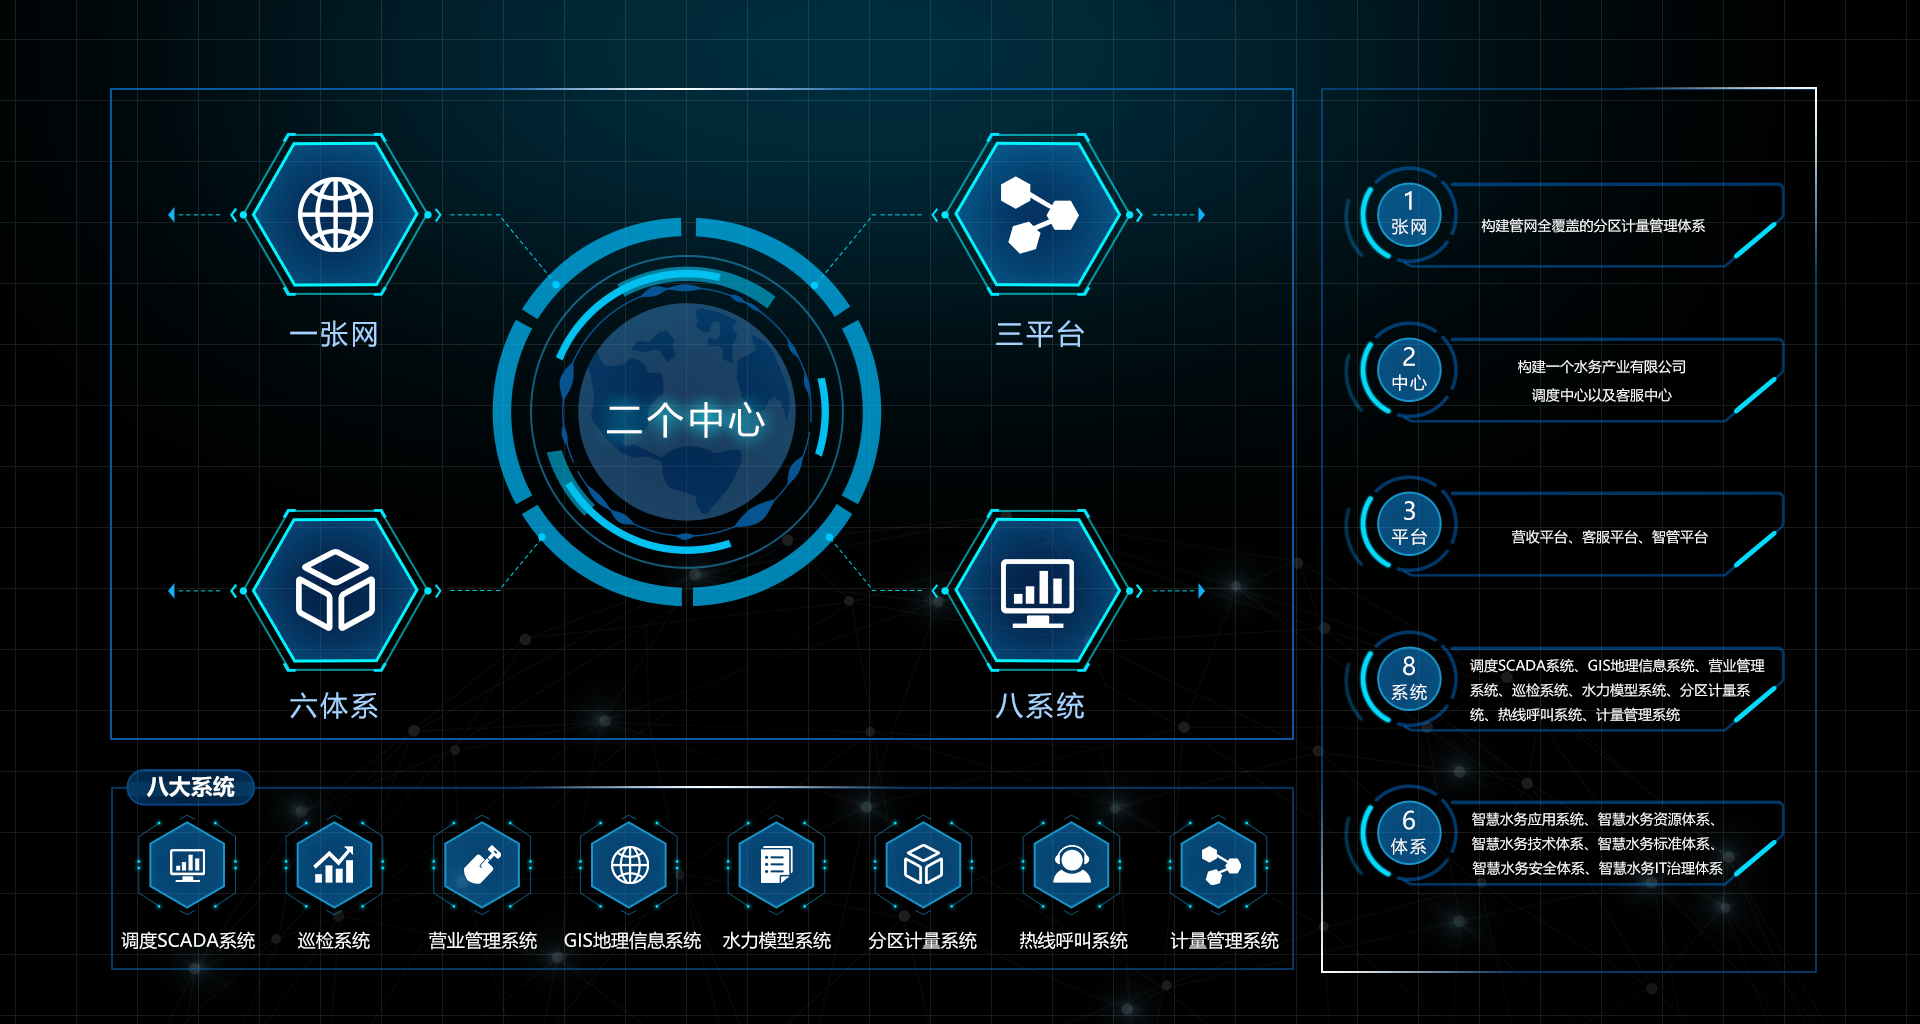 一张网
三平台
二个中心
六体系
八系统
八大系统
调度SCADA系统
巡检系统
营业管理系统
GIS地理信息系统
水力模型系统
分区计量系统
热线呼叫系统
计量管理系统
1
张网
构建管网全覆盖的分区计量管理体系
2
中心
构建一个水务产业有限公司
调度中心以及客服中心
3
平台
营收平台、客服平台、智管平台
8
系统
调度SCADA系统、GIS地理信息系统、营业管理
系统、巡检系统、水力模型系统、分区计量系
统、热线呼叫系统、计量管理系统
6
体系
智慧水务应用系统、智慧水务资源体系、
智慧水务技术体系、智慧水务标准体系、
智慧水务安全体系、智慧水务IT治理体系